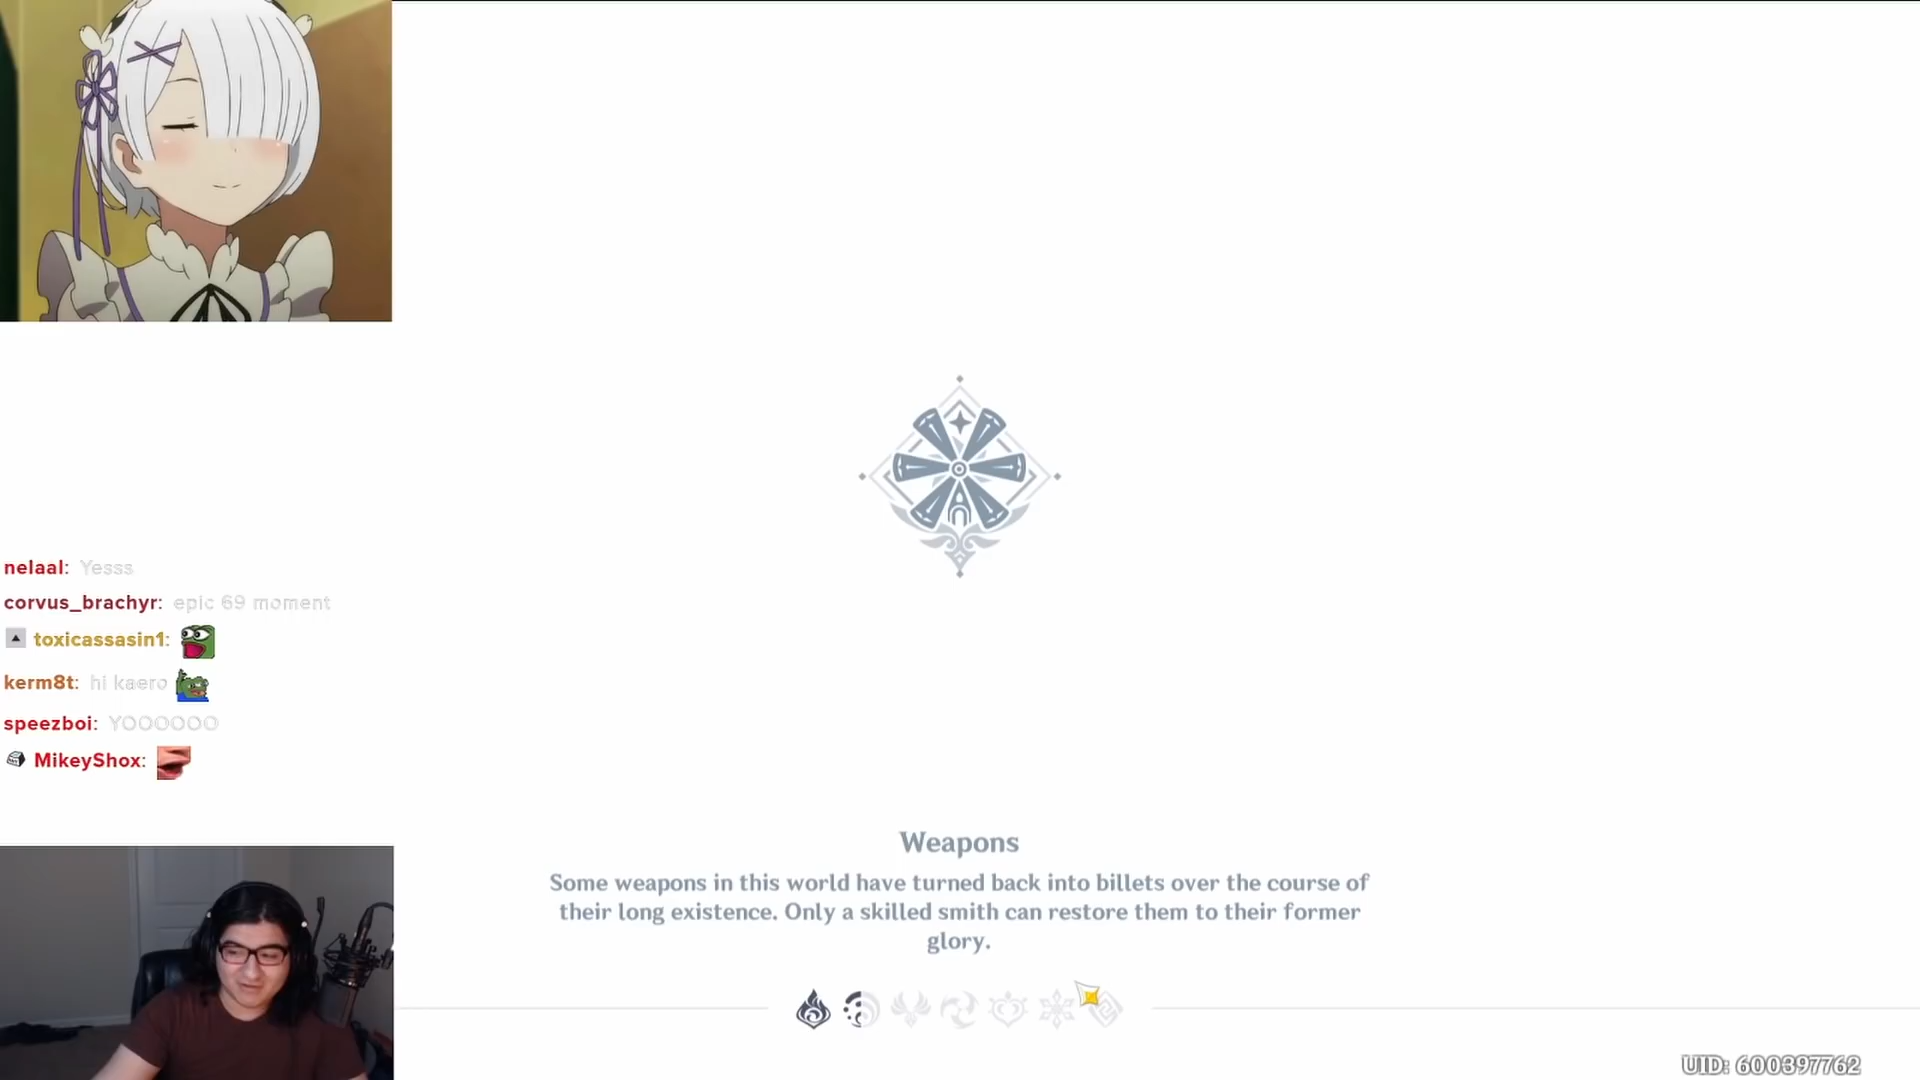 nelaal: Yesss
corvus_brachyr: epic 69 moment
toxicassasin1:
kerm8t: hi kaero
speezboi: YOOOOOO
MikeyShox:
Weapons
Some weapons in this world have turned back into billets over the course of
their long existence. Only a skilled smith can restore them to their former
glory.
UID: 600397762